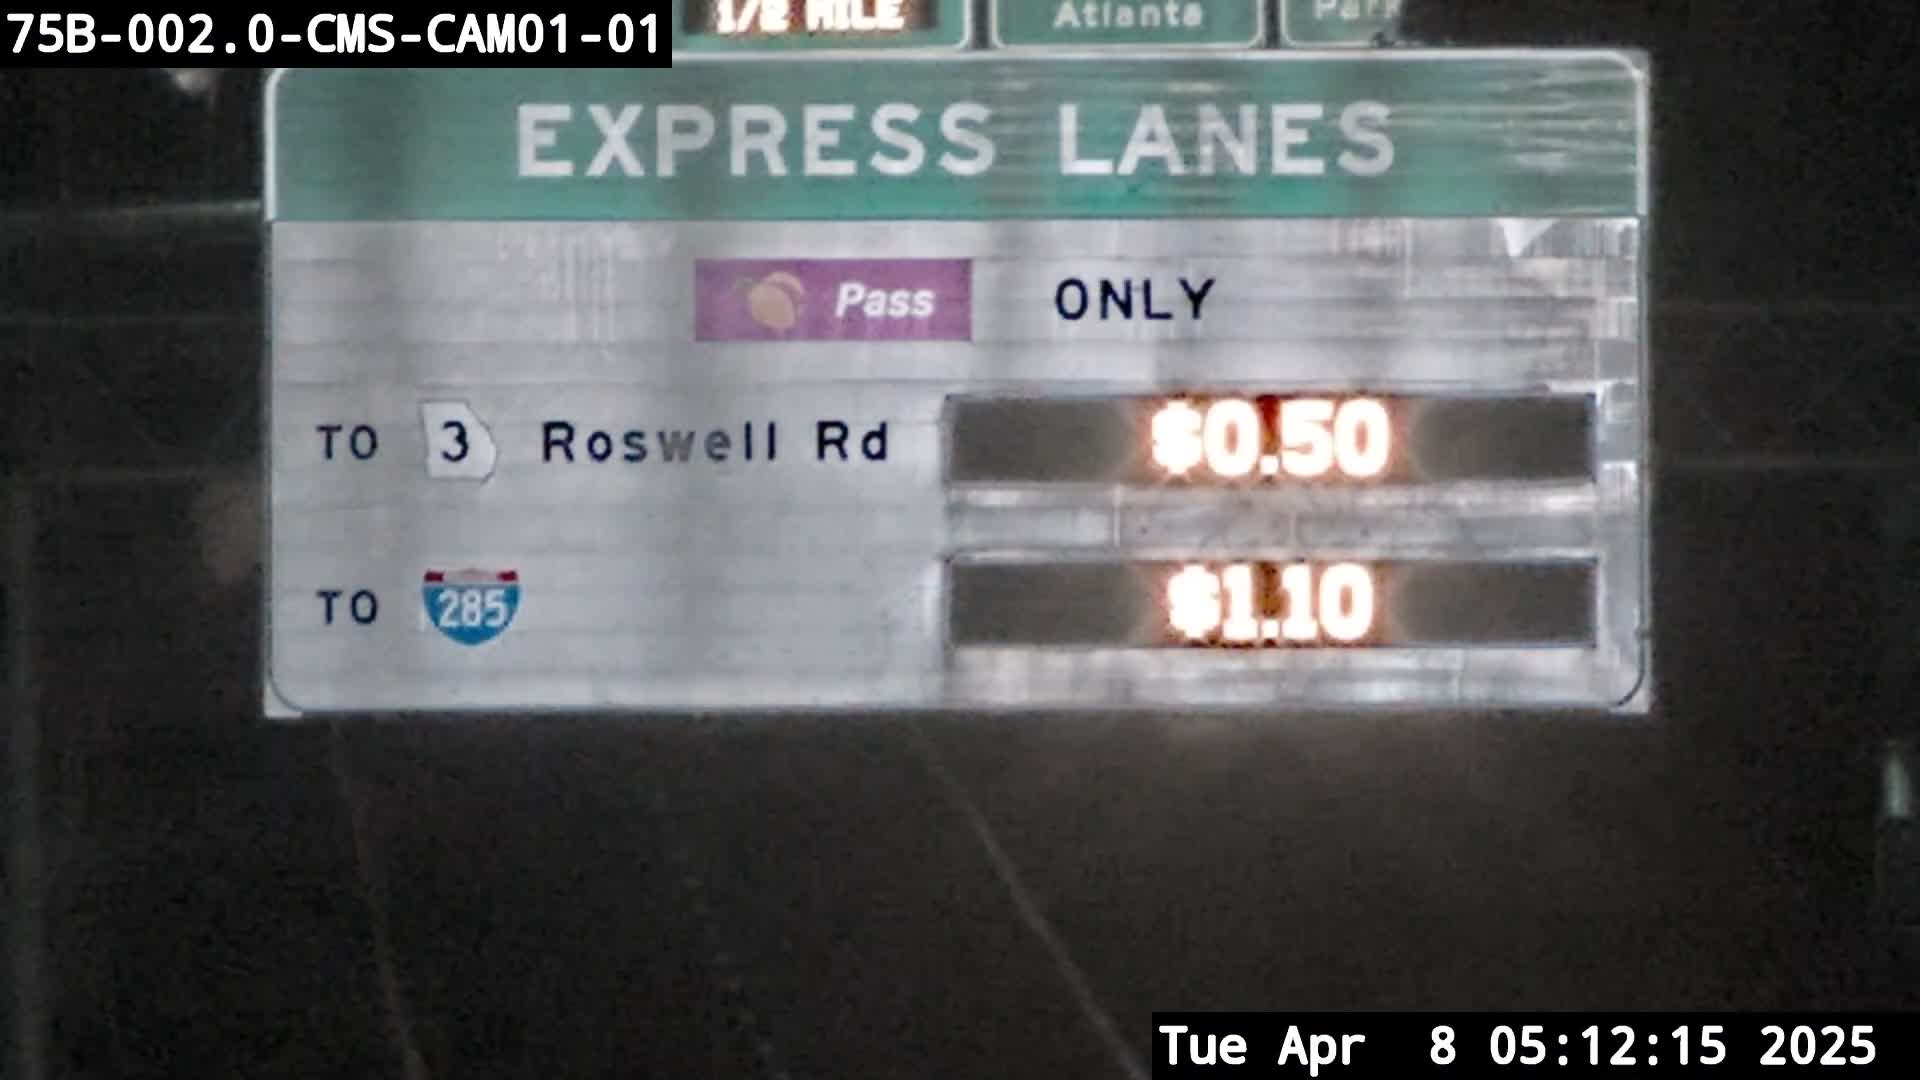 75B-002.0-CMS-CAM01-01
1/2 MILE
Atlanta
Park
EXPRESS LANES
Pass ONLY
TO 3 Roswell Rd $0.50
TO 285 $1.10
Tue Apr 8 05:12:15 2025